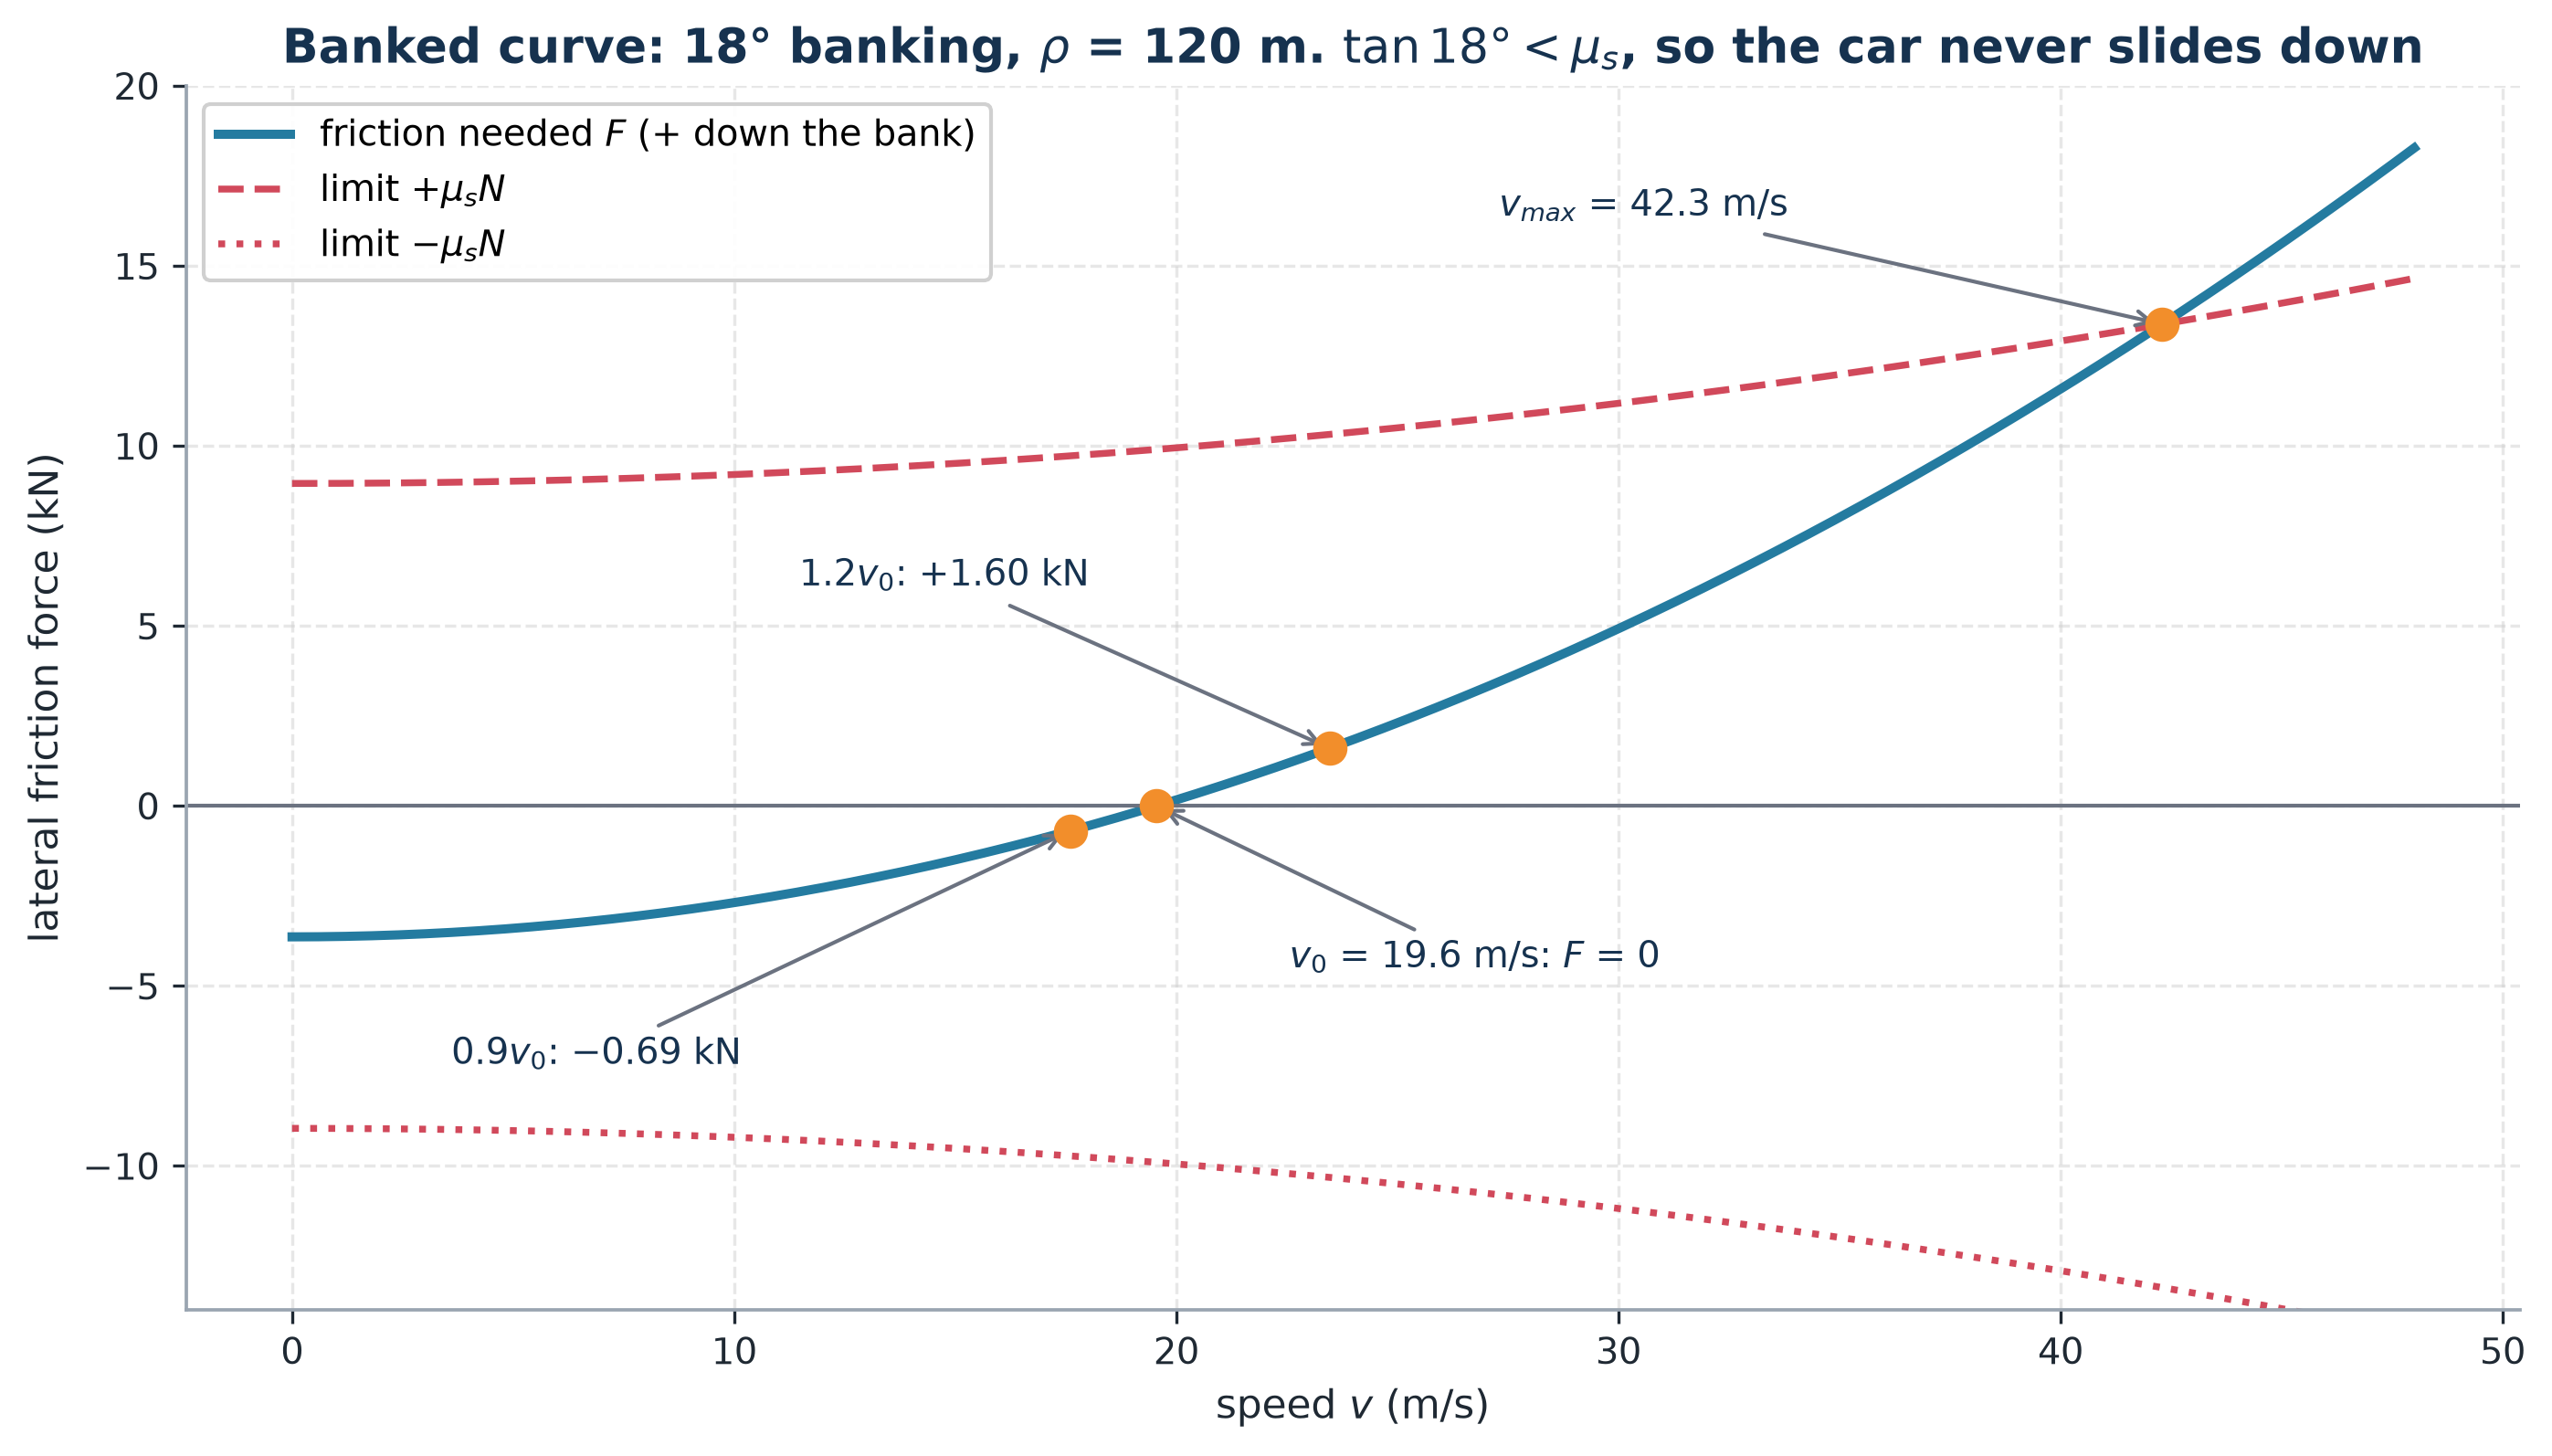 Banked curve: 18° banking, ρ = 120 m. tan 18° < μₛ, so the car never slides down
friction needed F (+ down the bank)
limit +μₛN
limit −μₛN
lateral friction force (kN)
20
15
10
5
0
−5
−10
v_max = 42.3 m/s
1.2v₀: +1.60 kN
v₀ = 19.6 m/s: F = 0
0.9v₀: −0.69 kN
0 10 20 30 40 50
speed v (m/s)